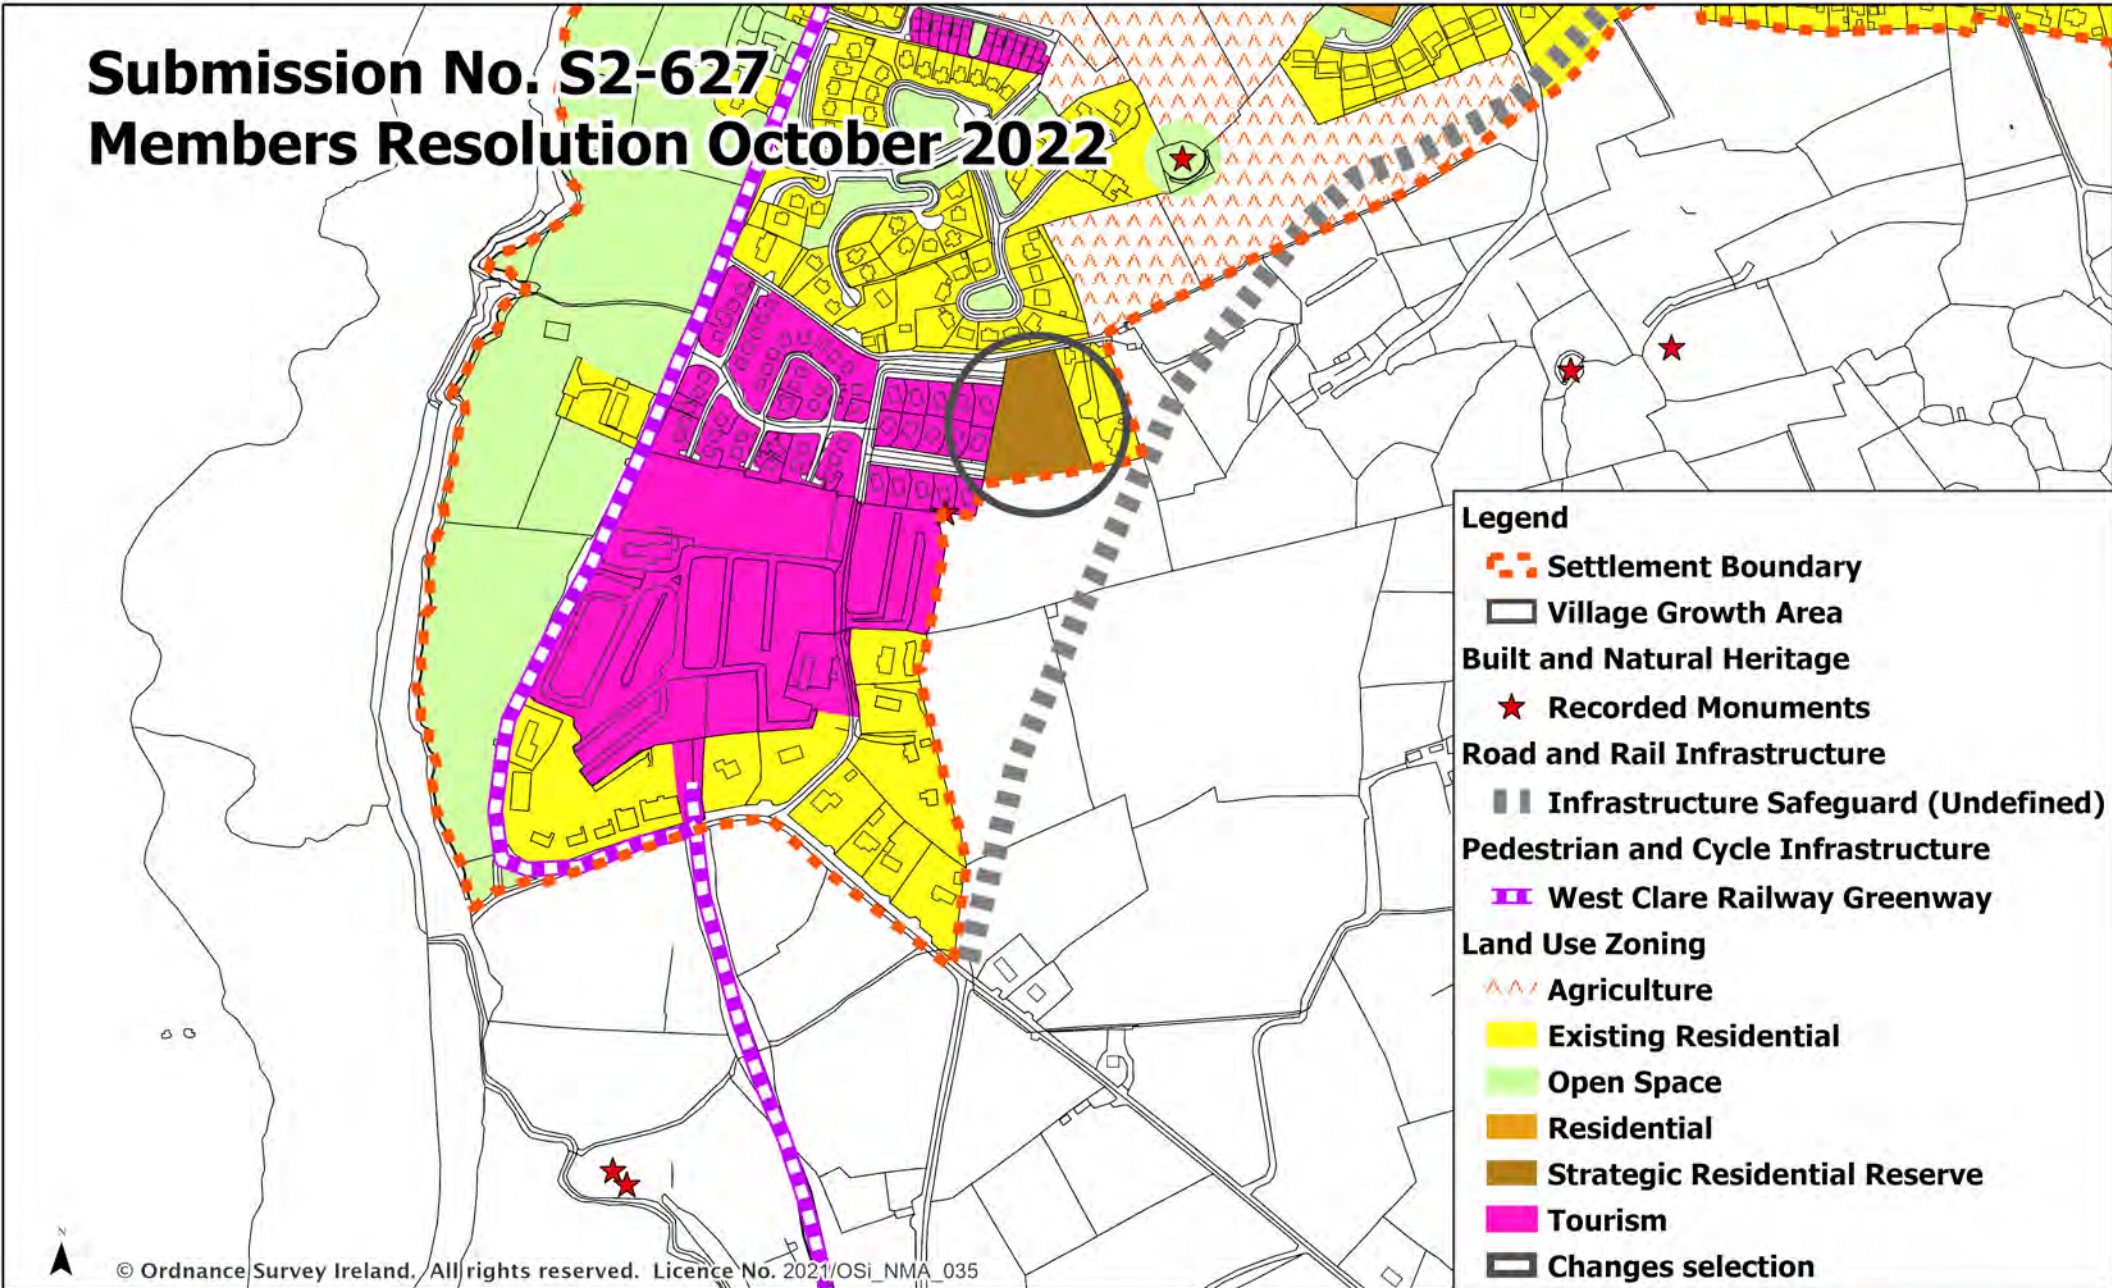 Submission No. S2-627
Members Resolution October 2022
Legend
Settlement Boundary
Village Growth Area
Built and Natural Heritage
Recorded Monuments
Road and Rail Infrastructure
Infrastructure Safeguard (Undefined)
Pedestrian and Cycle Infrastructure
West Clare Railway Greenway
Land Use Zoning
Agriculture
Existing Residential
Open Space
Residential
Strategic Residential Reserve
Tourism
Changes selection
N
© Ordnance Survey Ireland. All rights reserved. Licence No. 2021/OSi_NMA_035